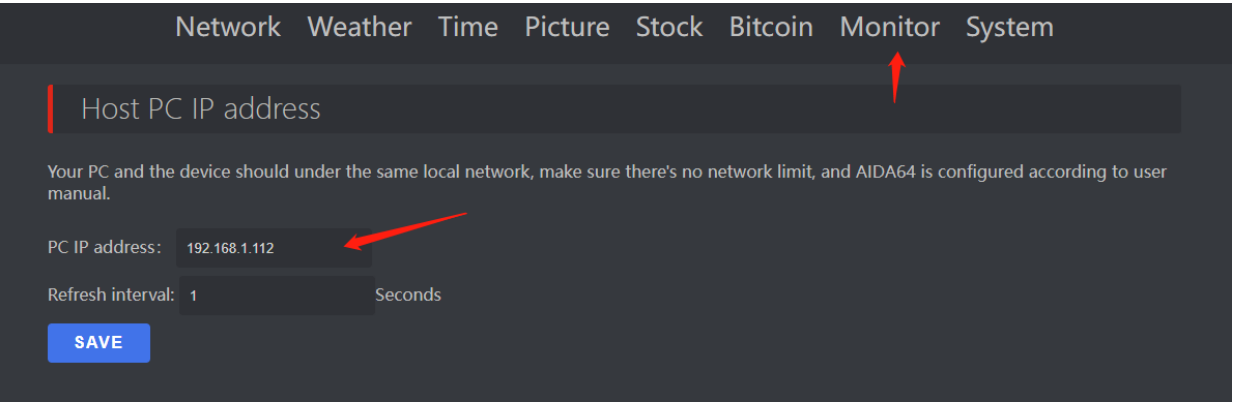 Network Weather Time Picture Stock Bitcoin Monitor System
Host PC IP address
Your PC and the device should under the same local network, make sure there's no network limit, and AIDA64 is configured according to user
manual.
PC IP address: 192.168.1.112
Refresh interval: 1 Seconds
SAVE